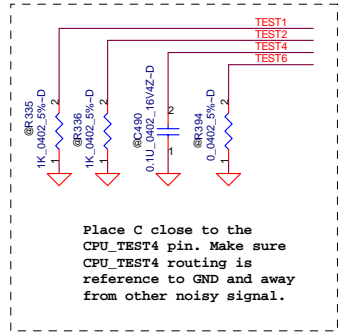 TEST1
TEST2
TEST4
TEST6
2
@R335
1K_0402_5%~D
1
2
@R336
1K_0402_5%~D
1
2
@C490
0.1U_0402_16V4Z~D
1
2
@R394
0_0402_5%~D
1
Place C close to the
CPU_TEST4 pin. Make sure
CPU_TEST4 routing is
reference to GND and away
from other noisy signal.